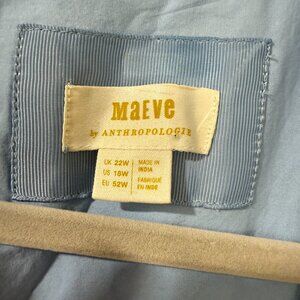 MAEVE
by ANTHROPOLOGIE
UK 22W
US 18W
EU 52W
MADE IN
INDIA
FABRIQUÉ
EN INDE